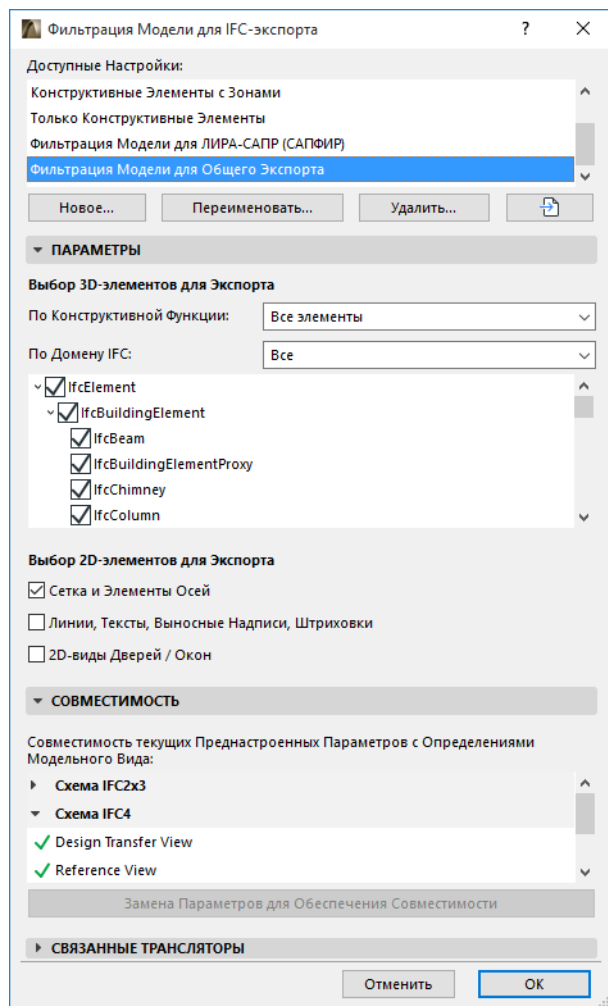 Фильтрация Модели для IFC-экспорта
?
Доступные Настройки:
Конструктивные Элементы с Зонами
Только Конструктивные Элементы
Фильтрация Модели для ЛИРА-САПР (САПФИР)
Фильтрация Модели для Общего Экспорта
Новое... Переименовать... Удалить...
ПАРАМЕТРЫ
Выбор 3D-элементов для Экспорта
По Конструктивной Функции: Все элементы
По Домену IFC: Все
IfcElement
IfcBuildingElement
IfcBeam
IfcBuildingElementProxy
IfcChimney
IfcColumn
Выбор 2D-элементов для Экспорта
Сетка и Элементы Осей
Линии, Тексты, Выносные Надписи, Штриховки
2D-виды Дверей / Окон
СОВМЕСТИМОСТЬ
Совместимость текущих Преднастроенных Параметров с Определениями
Модельного Вида:
Схема IFC2x3
Схема IFC4
Design Transfer View
Reference View
Замена Параметров для Обеспечения Совместимости
СВЯЗАННЫЕ ТРАНСЛЯТОРЫ
Отменить OK